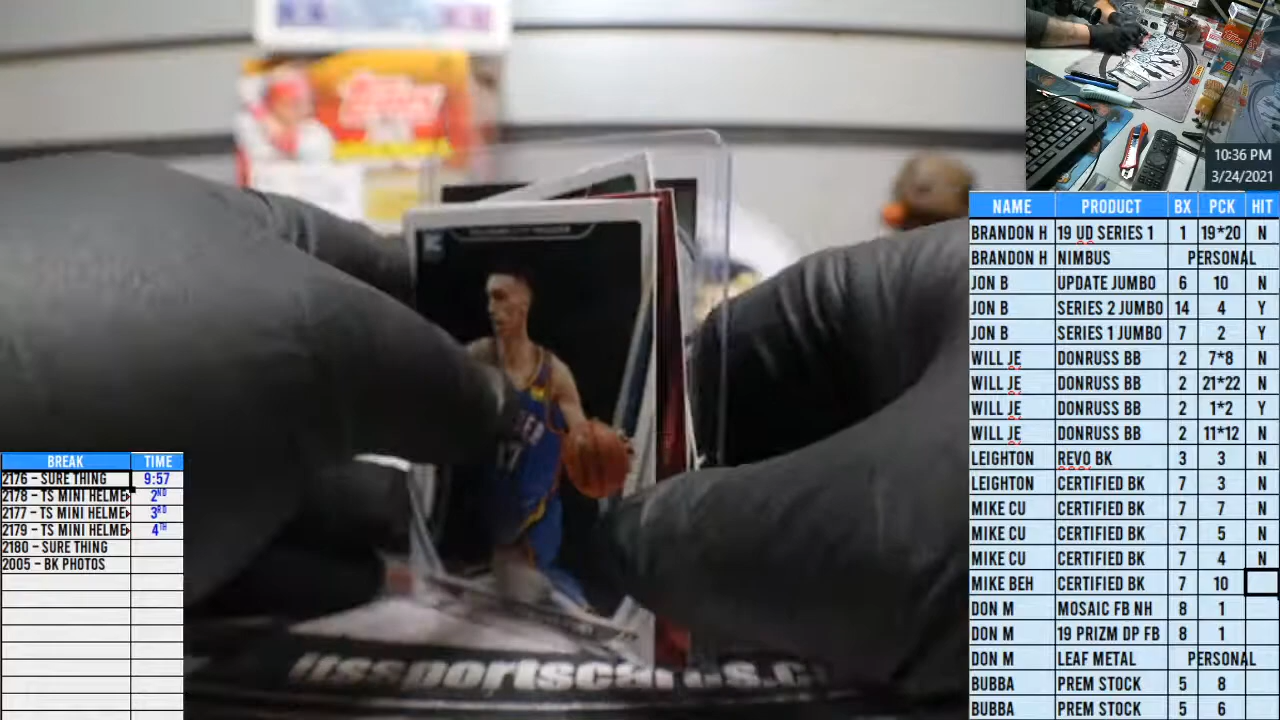 Topps
10:36 PM
3/24/2021
NAME PRODUCT BX PCK HIT
BRANDON H 19 UD SERIES 1 1 19*20 N
BRANDON H NIMBUS PERSONAL
JON B UPDATE JUMBO 6 10 N
JON B SERIES 2 JUMBO 14 4 Y
JON B SERIES 1 JUMBO 7 2 Y
WILL JE DONRUSS BB 2 7*8 N
WILL JE DONRUSS BB 2 21*22 N
WILL JE DONRUSS BB 2 1*2 Y
WILL JE DONRUSS BB 2 11*12 N
LEIGHTON REVO BK 3 3 N
LEIGHTON CERTIFIED BK 7 3 N
MIKE CU CERTIFIED BK 7 7 N
MIKE CU CERTIFIED BK 7 5 N
MIKE CU CERTIFIED BK 7 4 N
MIKE BEH CERTIFIED BK 7 10
DON M MOSAIC FB NH 8 1
DON M 19 PRIZM DP FB 8 1
DON M LEAF METAL PERSONAL
BUBBA PREM STOCK 5 8
BUBBA PREM STOCK 5 6
BREAK TIME
2176 – SURE THING 9:57
2178 – TS MINI HELME 2ND
2177 – TS MINI HELME 3RD
2179 – TS MINI HELME 4TH
2180 – SURE THING
2005 – BK PHOTOS
17
itssportscards.c